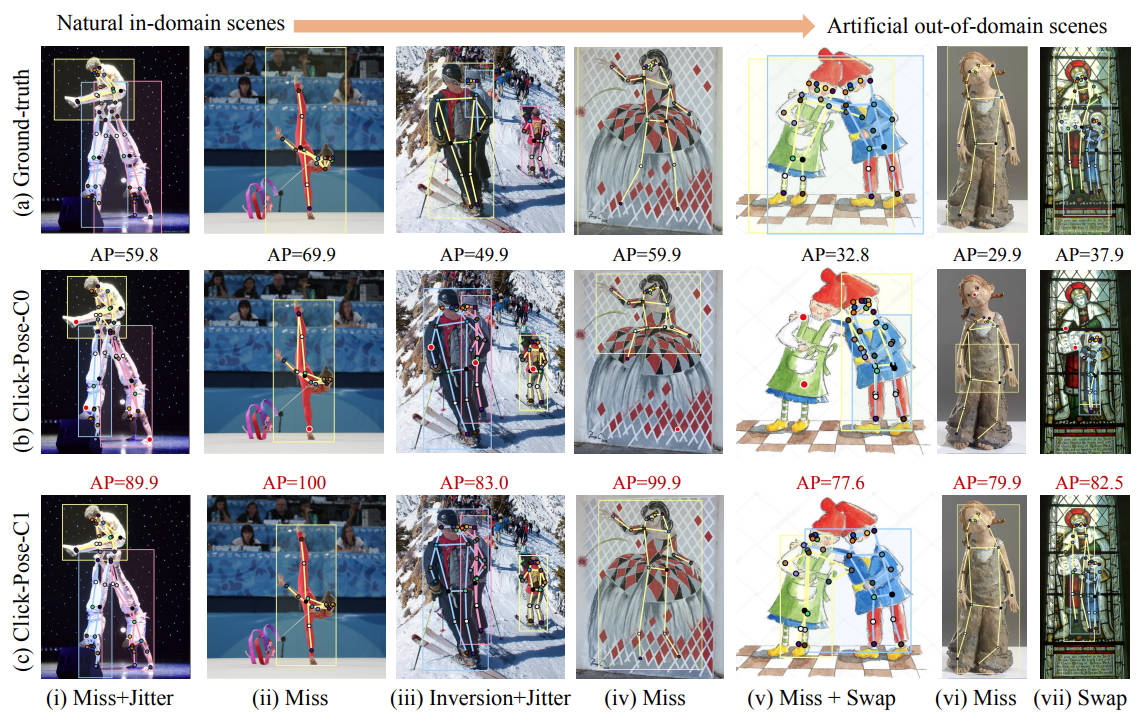 Natural in-domain scenes
Artificial out-of-domain scenes
(a) Ground-truth
AP=59.8
AP=69.9
AP=49.9
AP=59.9
AP=32.8
AP=29.9
AP=37.9
(b) Click-Pose-C0
AP=89.9
AP=100
AP=83.0
AP=99.9
AP=77.6
AP=79.9
AP=82.5
(c) Click-Pose-C1
(i) Miss+Jitter
(ii) Miss
(iii) Inversion+Jitter
(iv) Miss
(v) Miss + Swap
(vi) Miss
(vii) Swap